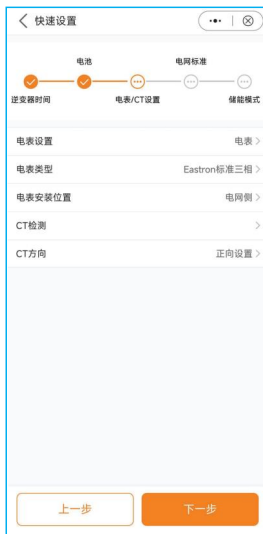 快速设置
电池
电网标准
逆变器时间
电表/CT设置
储能模式
电表设置 电表
电表类型 Eastron标准三相
电表安装位置 电网侧
CT检测
CT方向 正向设置
上一步 下一步